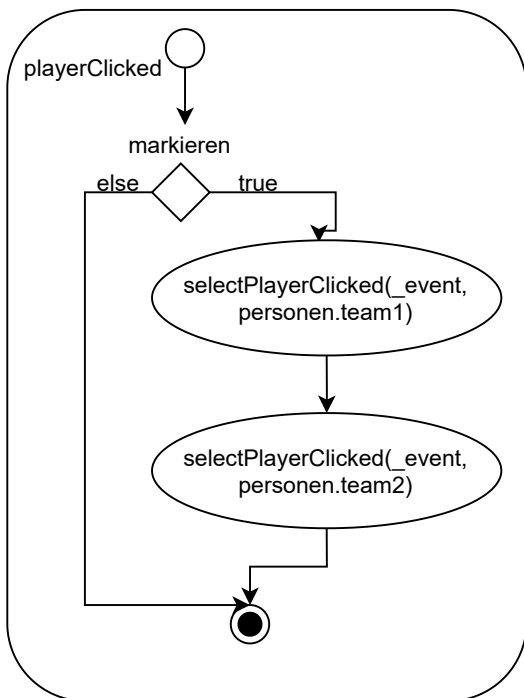 playerClicked
markieren
else
true
selectPlayerClicked(_event,
personen.team1)
selectPlayerClicked(_event,
personen.team2)